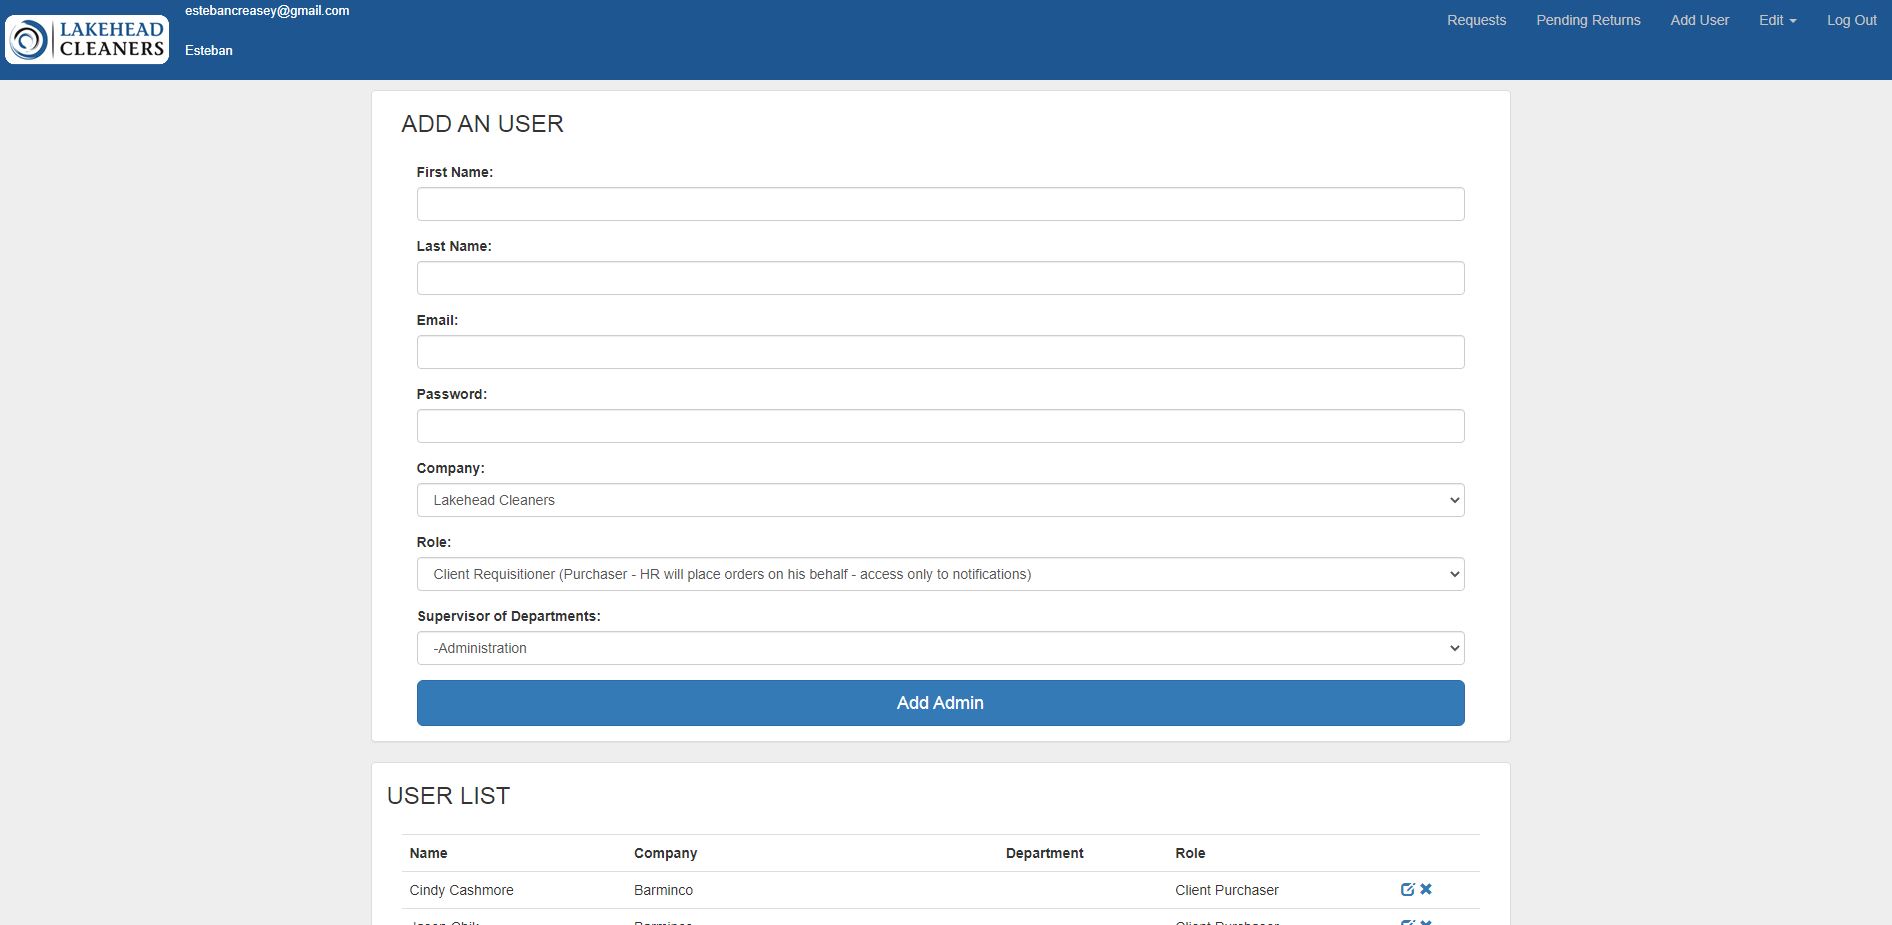 LAKEHEAD
CLEANERS
estebancreasey@gmail.com
Esteban
Requests Pending Returns Add User Edit Log Out
ADD AN USER
First Name:
Last Name:
Email:
Password:
Company:
Lakehead Cleaners
Role:
Client Requisitioner (Purchaser - HR will place orders on his behalf - access only to notifications)
Supervisor of Departments:
-Administration
Add Admin
USER LIST
Name Company Department Role
Cindy Cashmore Barminco Client Purchaser